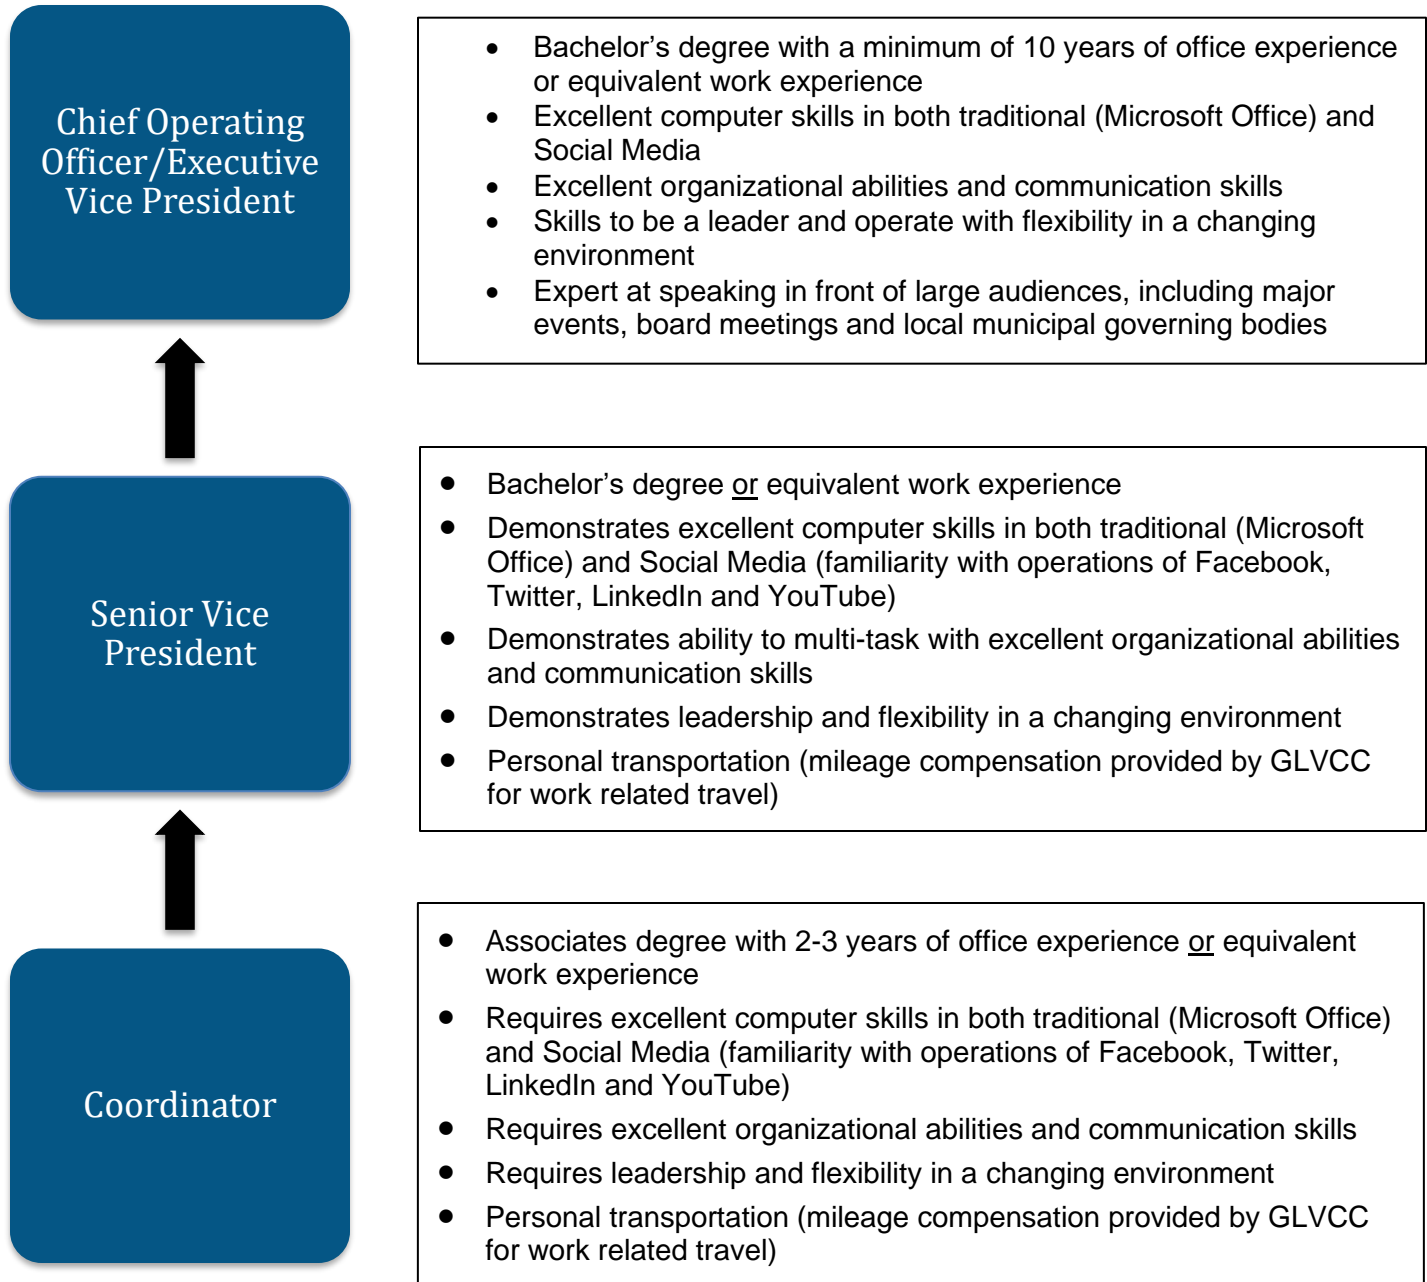 Chief Operating
Officer/Executive
Vice President
• Bachelor’s degree with a minimum of 10 years of office experience
or equivalent work experience
• Excellent computer skills in both traditional (Microsoft Office) and
Social Media
• Excellent organizational abilities and communication skills
• Skills to be a leader and operate with flexibility in a changing
environment
• Expert at speaking in front of large audiences, including major
events, board meetings and local municipal governing bodies
Senior Vice
President
• Bachelor’s degree or equivalent work experience
• Demonstrates excellent computer skills in both traditional (Microsoft
Office) and Social Media (familiarity with operations of Facebook,
Twitter, LinkedIn and YouTube)
• Demonstrates ability to multi-task with excellent organizational abilities
and communication skills
• Demonstrates leadership and flexibility in a changing environment
• Personal transportation (mileage compensation provided by GLVCC
for work related travel)
Coordinator
• Associates degree with 2-3 years of office experience or equivalent
work experience
• Requires excellent computer skills in both traditional (Microsoft Office)
and Social Media (familiarity with operations of Facebook, Twitter,
LinkedIn and YouTube)
• Requires excellent organizational abilities and communication skills
• Requires leadership and flexibility in a changing environment
• Personal transportation (mileage compensation provided by GLVCC
for work related travel)